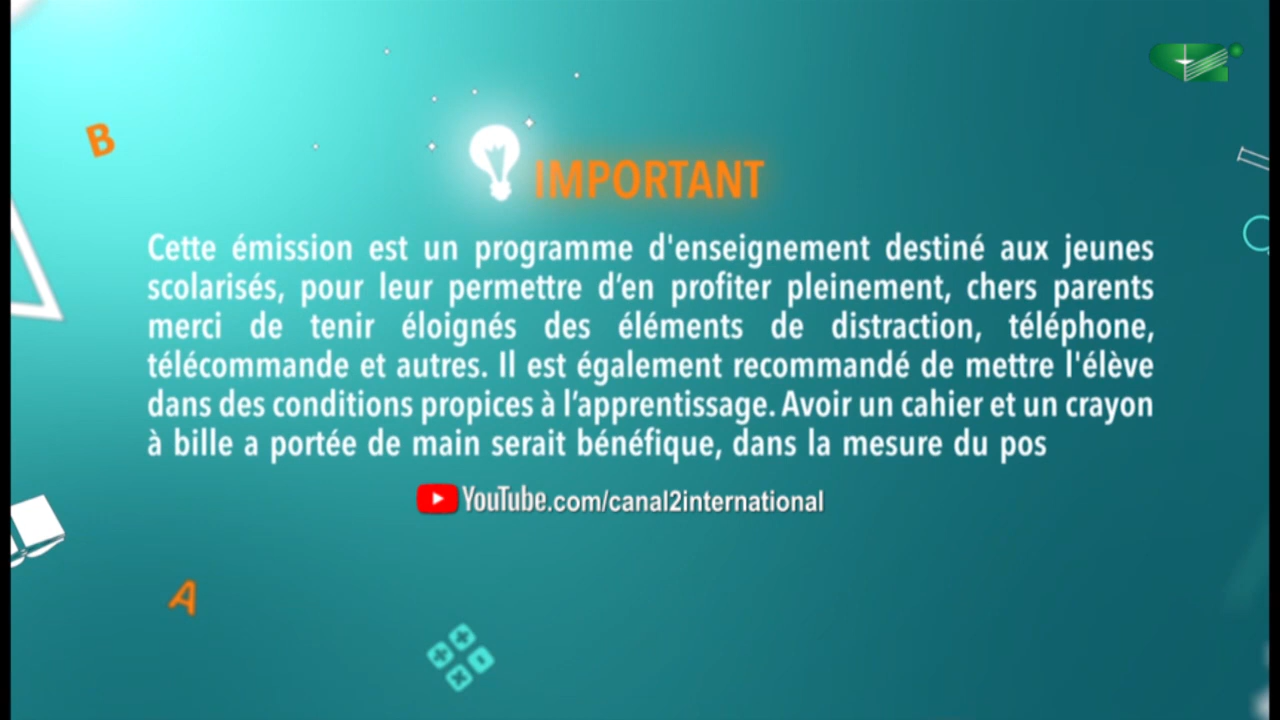 B
IMPORTANT
Cette émission est un programme d'enseignement destiné aux jeunes
scolarisés, pour leur permettre d’en profiter pleinement, chers parents
merci de tenir éloignés des éléments de distraction, téléphone,
télécommande et autres. Il est également recommandé de mettre l'élève
dans des conditions propices à l’apprentissage. Avoir un cahier et un crayon
à bille a portée de main serait bénéfique, dans la mesure du pos
YouTube.com/canal2international
A